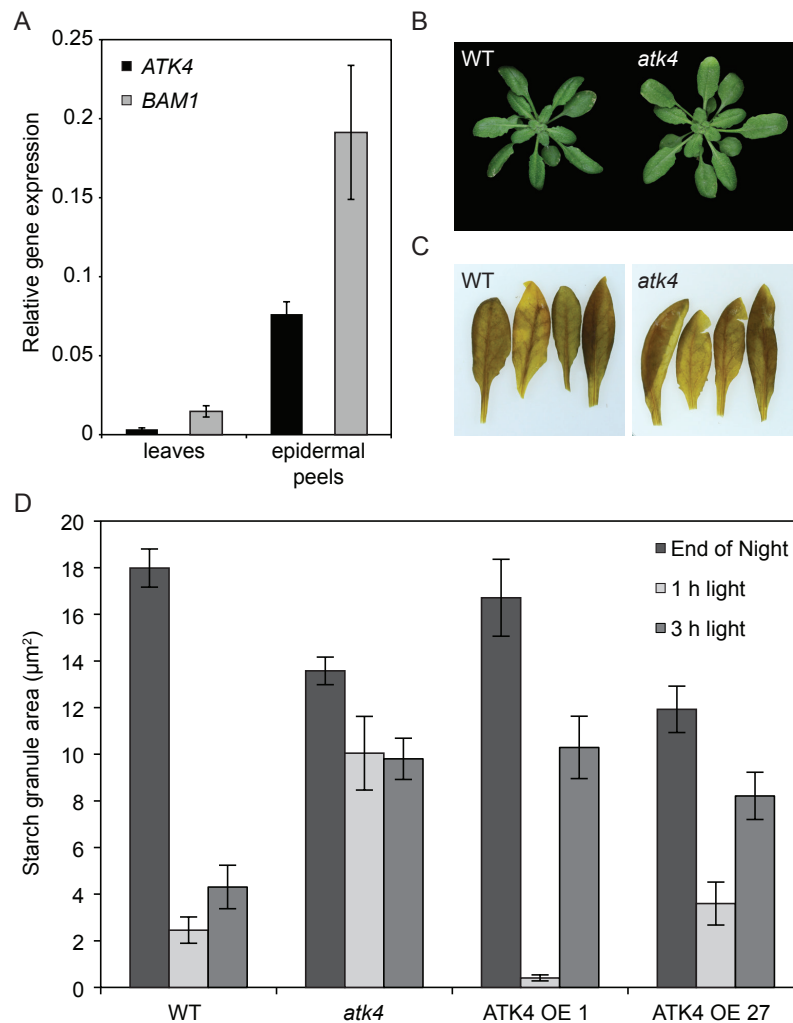 A
0.25
0.2
0.15
0.1
0.05
0
Relative gene expression
ATK4
BAM1
leaves
epidermal
peels
B
WT
atk4
C
WT
atk4
D
20
18
16
14
12
10
8
6
4
2
0
Starch granule area (µm²)
End of Night
1 h light
3 h light
WT
atk4
ATK4 OE 1
ATK4 OE 27